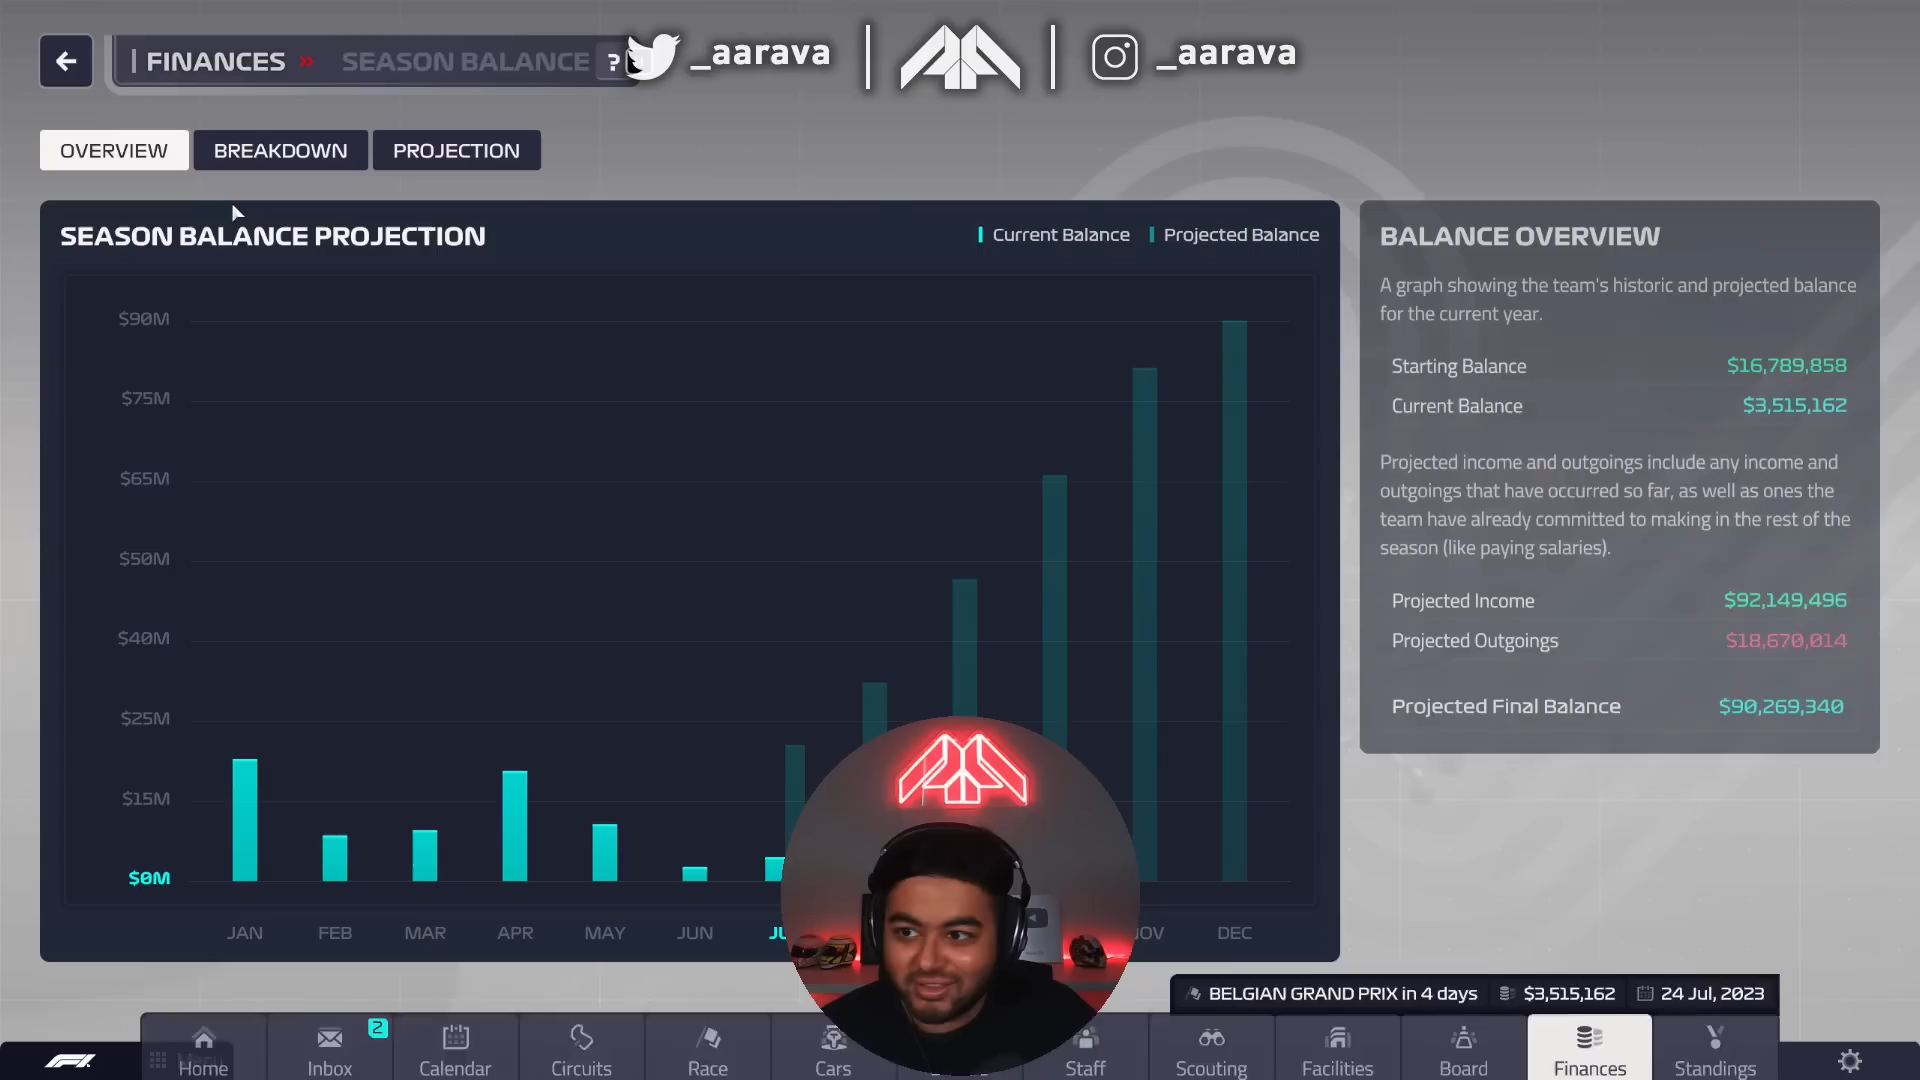 FINANCES » SEASON BALANCE ?
_aarava
_aarava
OVERVIEW
BREAKDOWN
PROJECTION
SEASON BALANCE PROJECTION
Current Balance
Projected Balance
$90M
$75M
$65M
$50M
$40M
$25M
$15M
$0M
JAN
FEB
MAR
APR
MAY
JUN
DEC
BALANCE OVERVIEW
A graph showing the team's historic and projected balance
for the current year.
Starting Balance $16,789,858
Current Balance $3,515,162
Projected income and outgoings include any income and
outgoings that have occurred so far, as well as ones the
team have already committed to making in the rest of the
season (like paying salaries).
Projected Income $92,149,496
Projected Outgoings $18,670,014
Projected Final Balance $90,269,340
BELGIAN GRAND PRIX in 4 days
$3,515,162
24 Jul, 2023
Menu
Home
2
Inbox
Calendar
Circuits
Race
Cars
Staff
Scouting
Facilities
Board
Finances
Standings